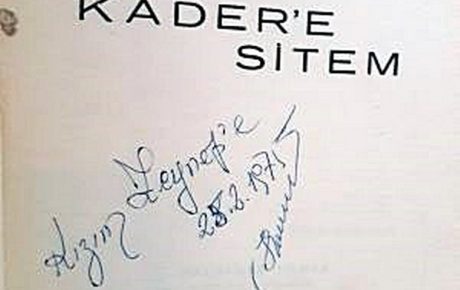 KADER'E
SİTEM
Kızım Zeynep'e
28.2.1975